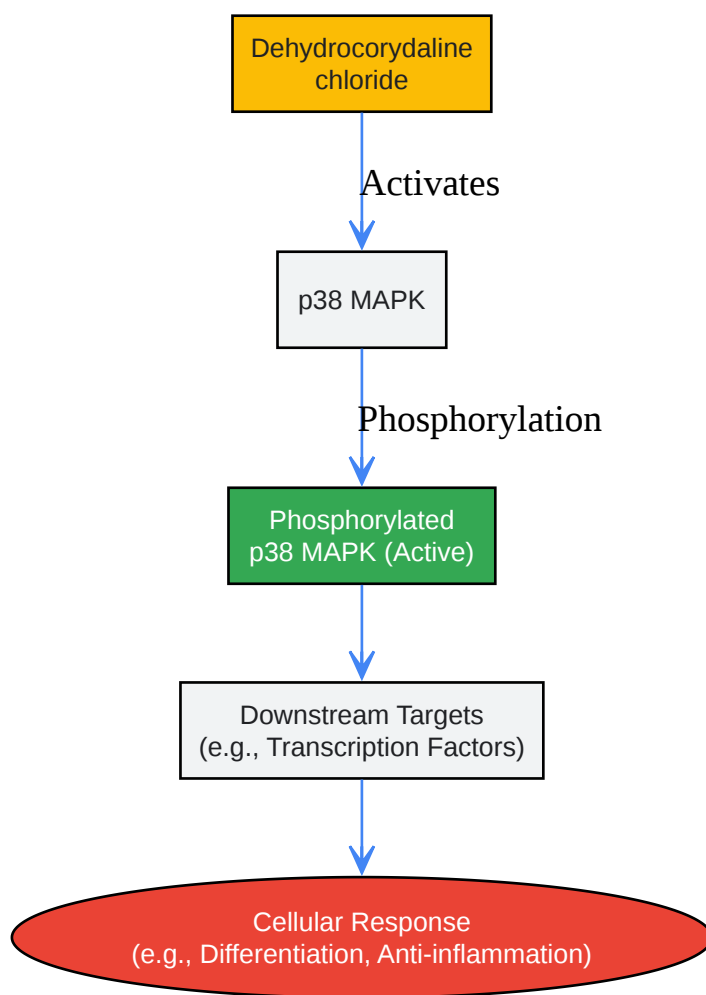 Dehydrocorydaline
chloride
Activates
p38 MAPK
Phosphorylation
Phosphorylated
p38 MAPK (Active)
Downstream Targets
(e.g., Transcription Factors)
Cellular Response
(e.g., Differentiation, Anti-inflammation)